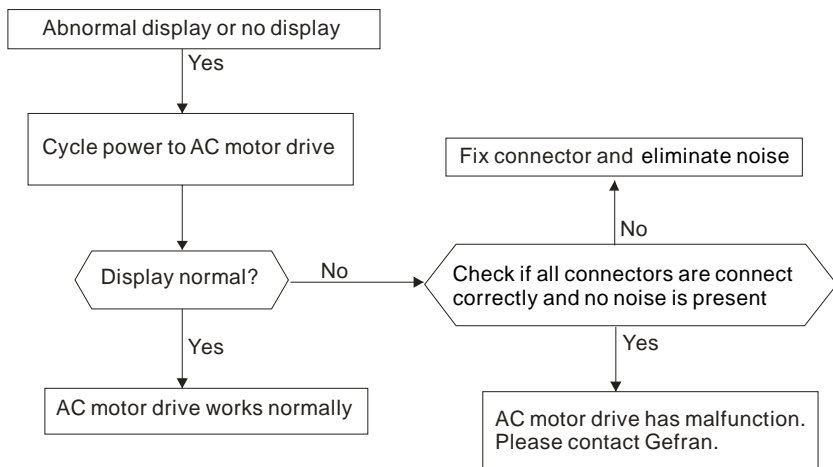 Abnormal display or no display
Yes
Cycle power to AC motor drive
Fix connector and eliminate noise
No
Display normal?
No
Check if all connectors are connect
correctly and no noise is present
Yes
Yes
AC motor drive works normally
AC motor drive has malfunction.
Please contact Gefran.